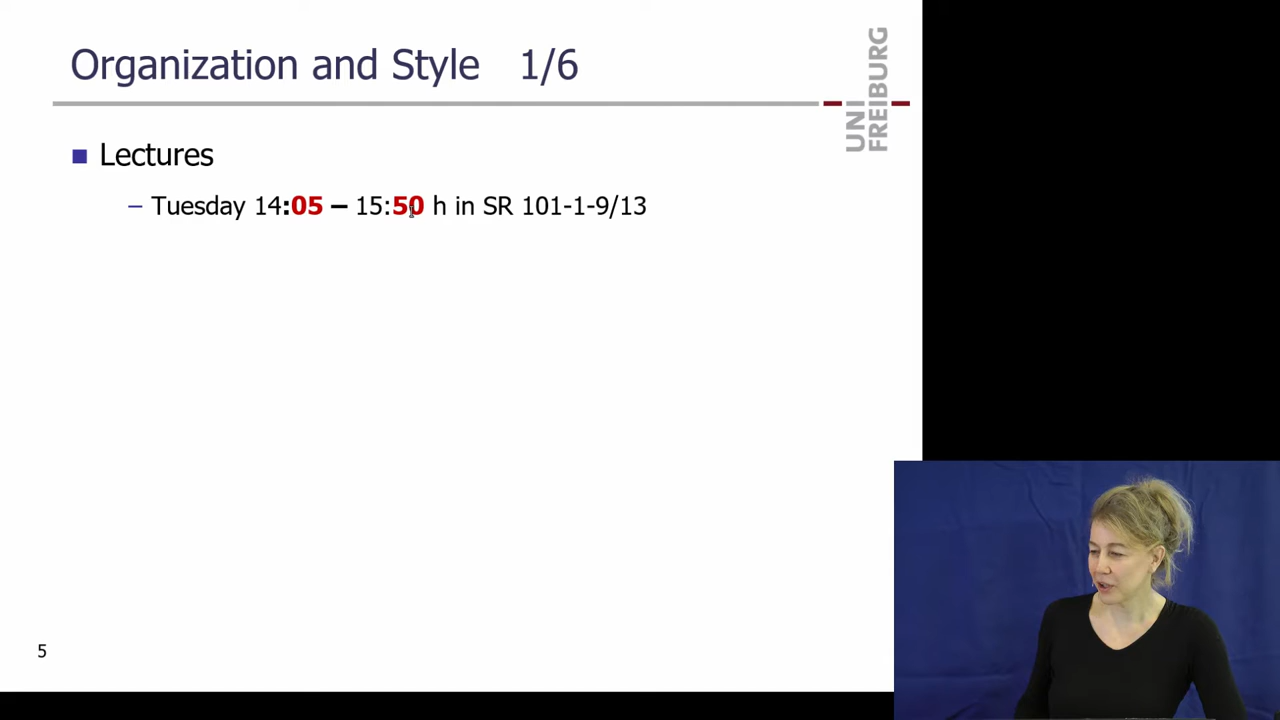 Organization and Style 1/6
UNI
FREIBURG
Lectures
– Tuesday 14:05 – 15:50 h in SR 101-1-9/13
5